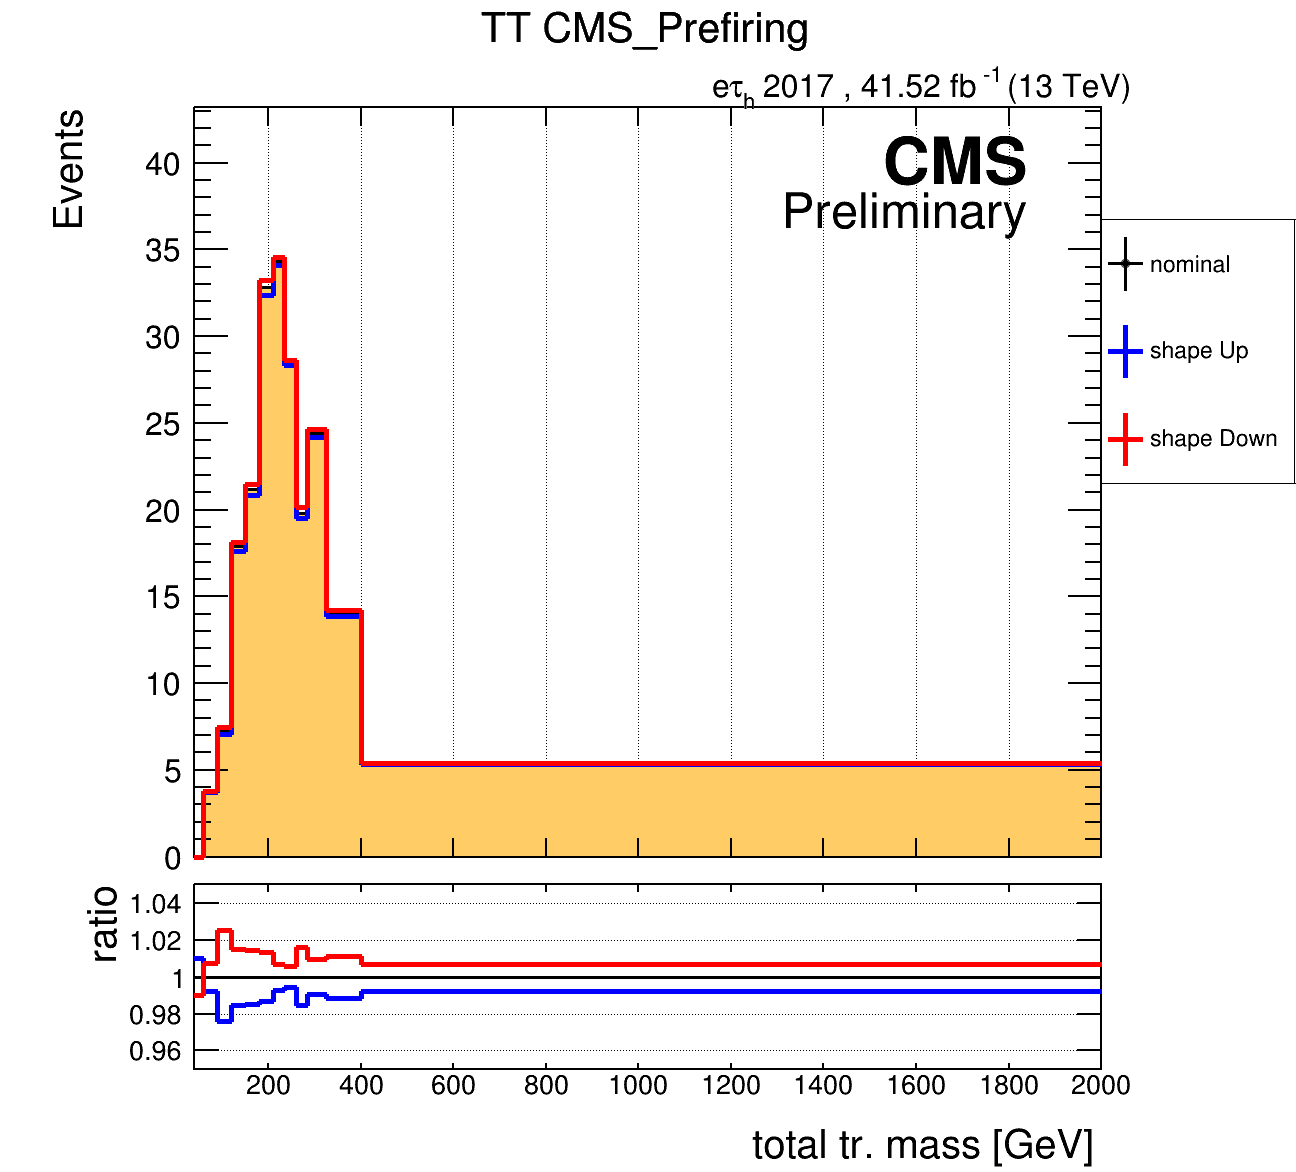 TT CMS_Prefiring
eτh 2017 , 41.52 fb -1 (13 TeV)
Events
CMS
Preliminary
40
35
30
25
20
15
10
5
0
nominal
shape Up
shape Down
ratio
1.04
1.02
1
0.98
0.96
200 400 600 800 1000 1200 1400 1600 1800 2000
total tr. mass [GeV]